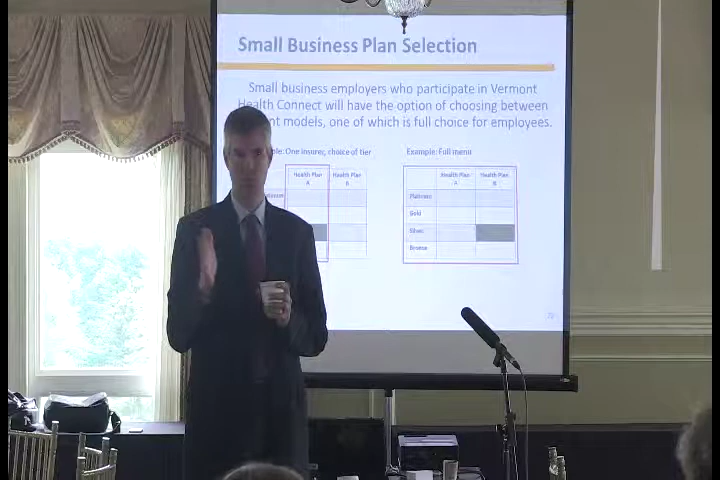 Small Business Plan Selection
Small business employers who participate in Vermont
Health Connect will have the option of choosing between
models, one of which is full choice for employees.
One insurer, choice of tier
Example: Full menu
Health Plan Health Plan
A B
Health Plan Health Plan
A B
Platinum
Gold
Silver
Bronze